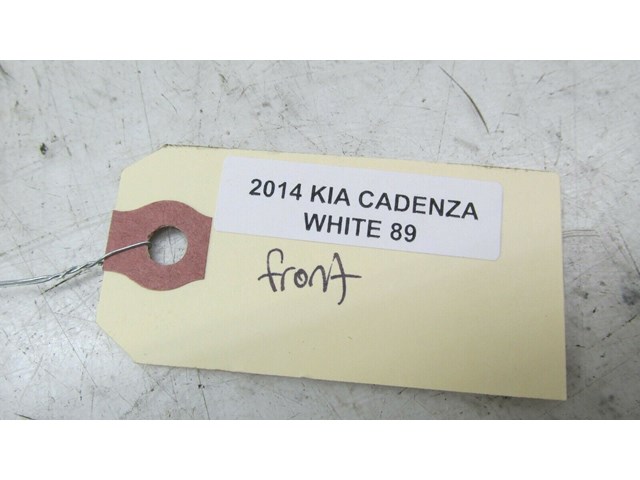 2014 KIA CADENZA
WHITE 89
front